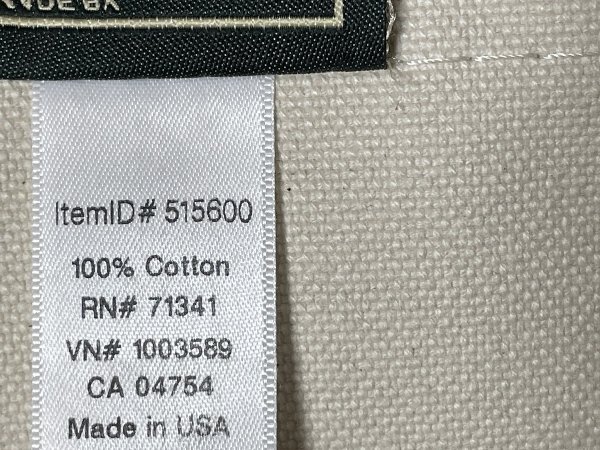 ItemID# 515600
100% Cotton
RN# 71341
VN# 1003589
CA 04754
Made in USA